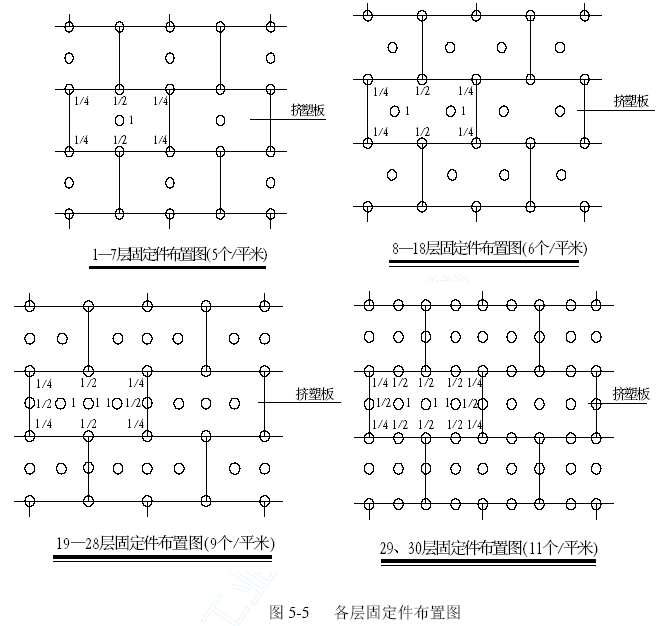 1/4 1/2 1/4
1
1/4 1/2 1/4
挤塑板
1—7层固定件布置图(5个/平米)
1/4 1/2 1/4
1 1
1/4 1/2 1/4
挤塑板
8—18层固定件布置图(6个/平米)
1/4 1/2 1/4
1/2 1 1 1 1/2
1/4 1/2 1/4
挤塑板
19—28层固定件布置图(9个/平米)
1/4 1/2 1/2 1/2 1/4
1/2 1 1 1/2
1/4 1/2 1/2 1/2 1/4
挤塑板
29、30层固定件布置图(11个/平米)
图 5-5 各层固定件布置图